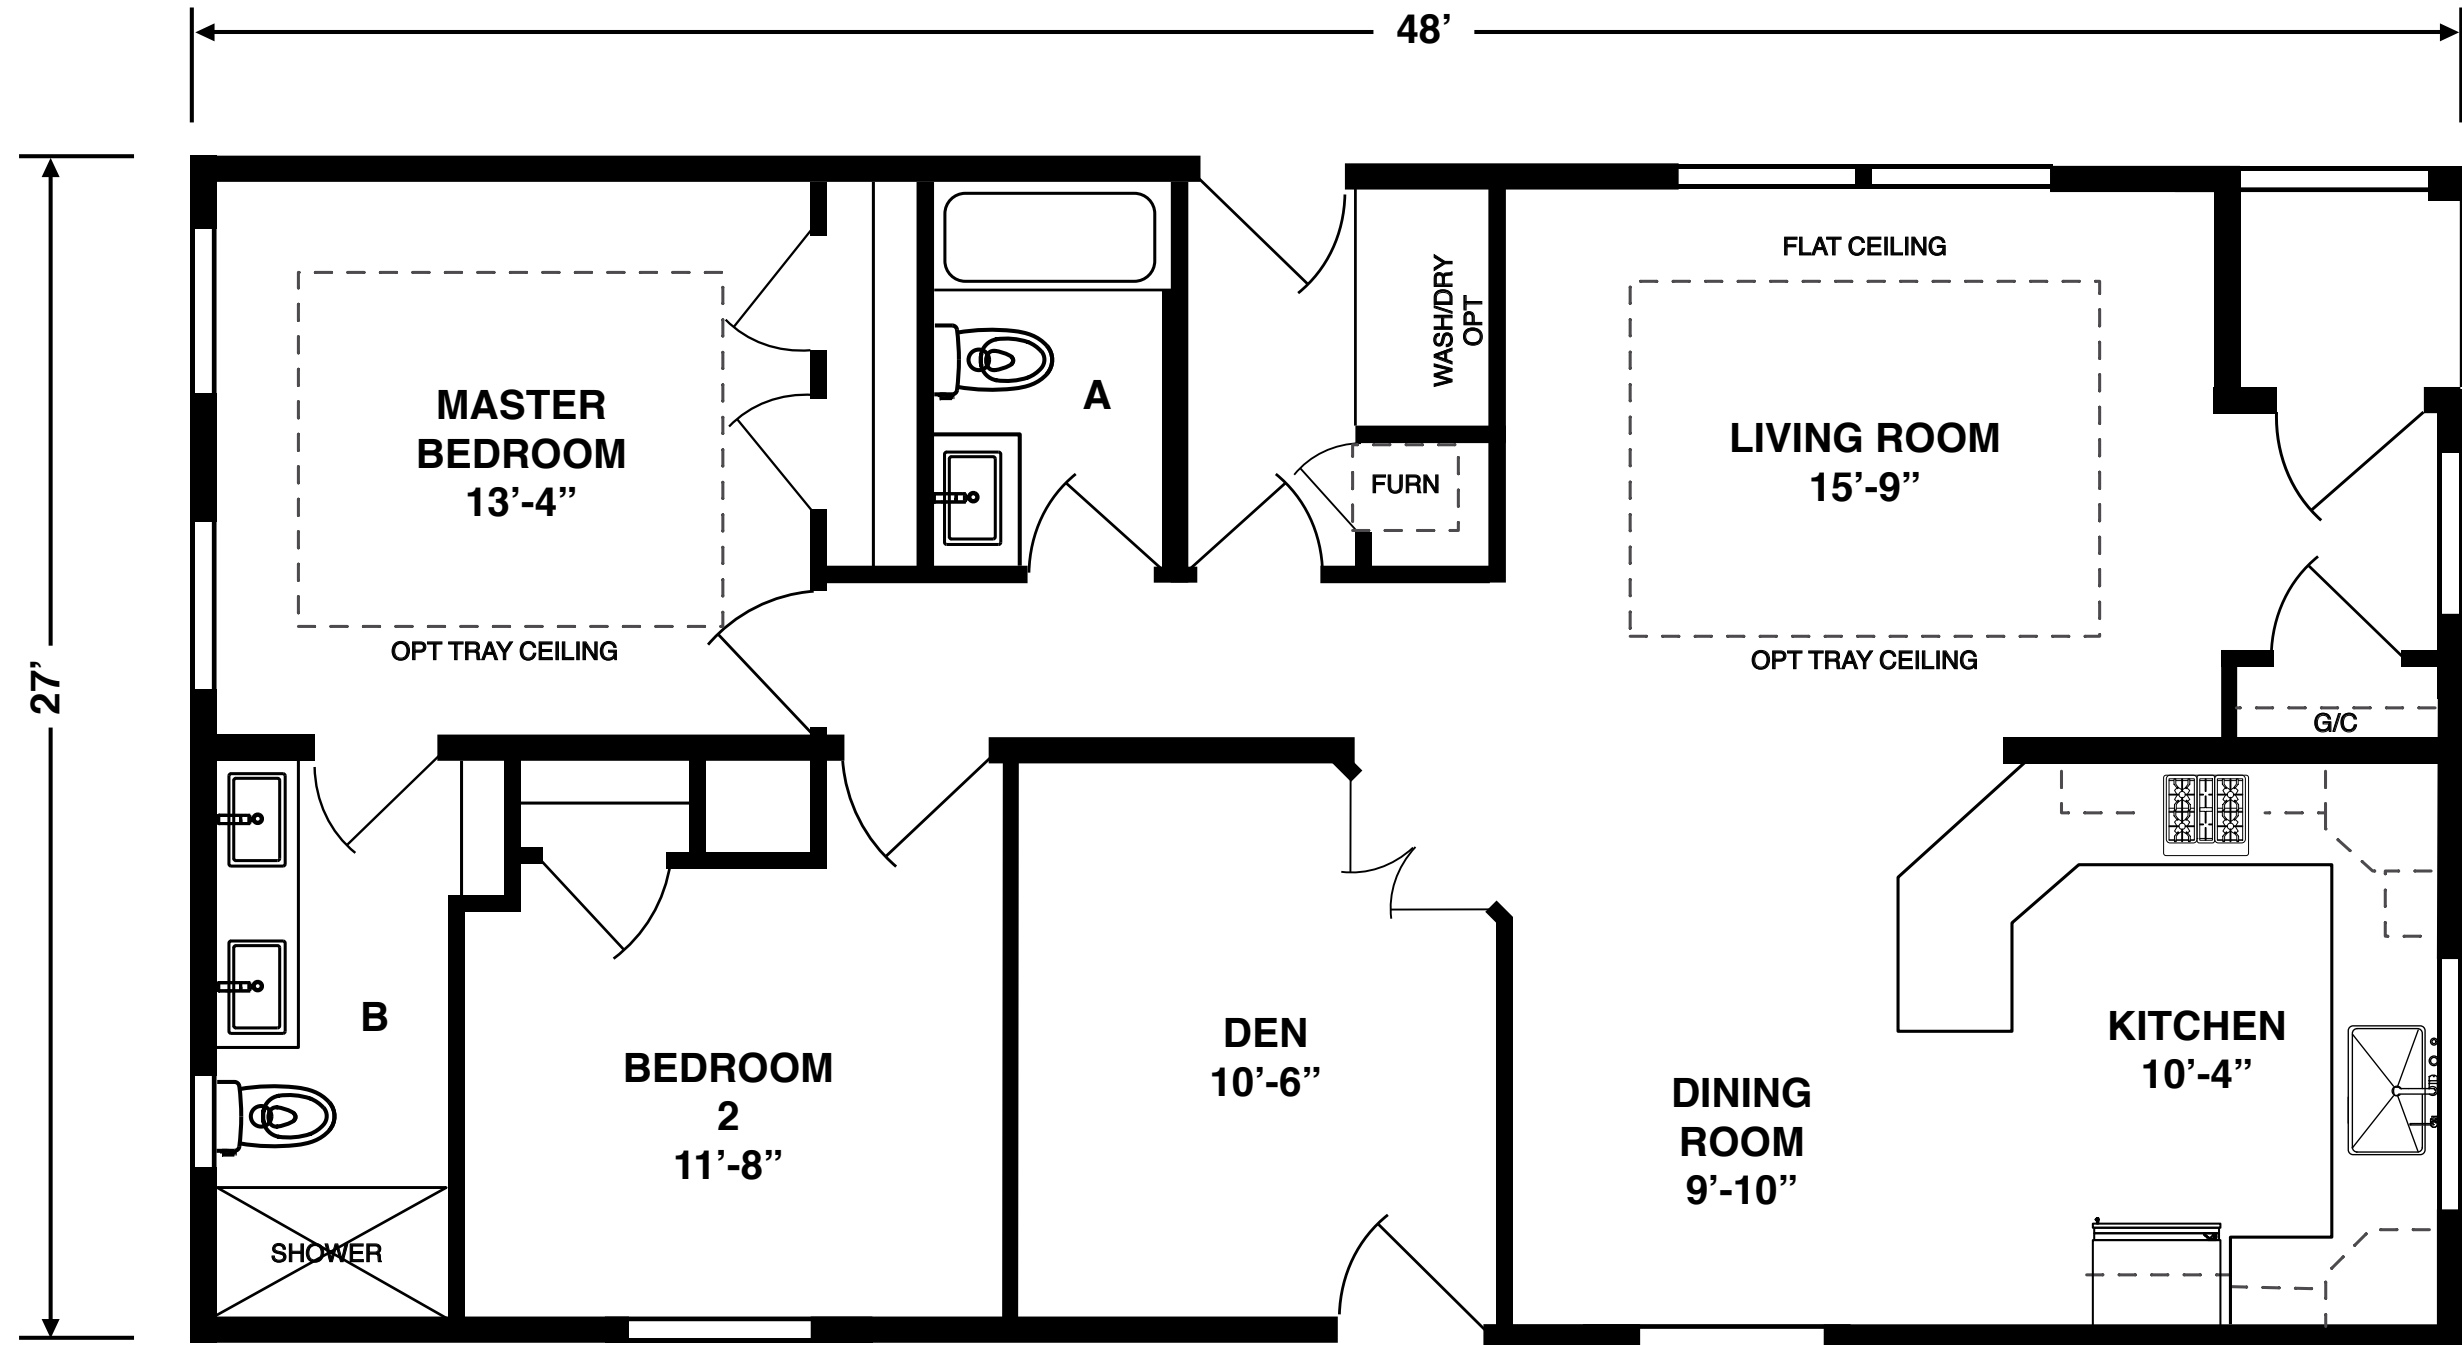 48’
27’
MASTER
BEDROOM
13’-4”
OPT TRAY CEILING
A
WASH/DRY
OPT
FURN
FLAT CEILING
LIVING ROOM
15’-9”
OPT TRAY CEILING
G/C
B
SHOWER
BEDROOM
2
11’-8”
DEN
10’-6”
DINING
ROOM
9’-10”
KITCHEN
10’-4”